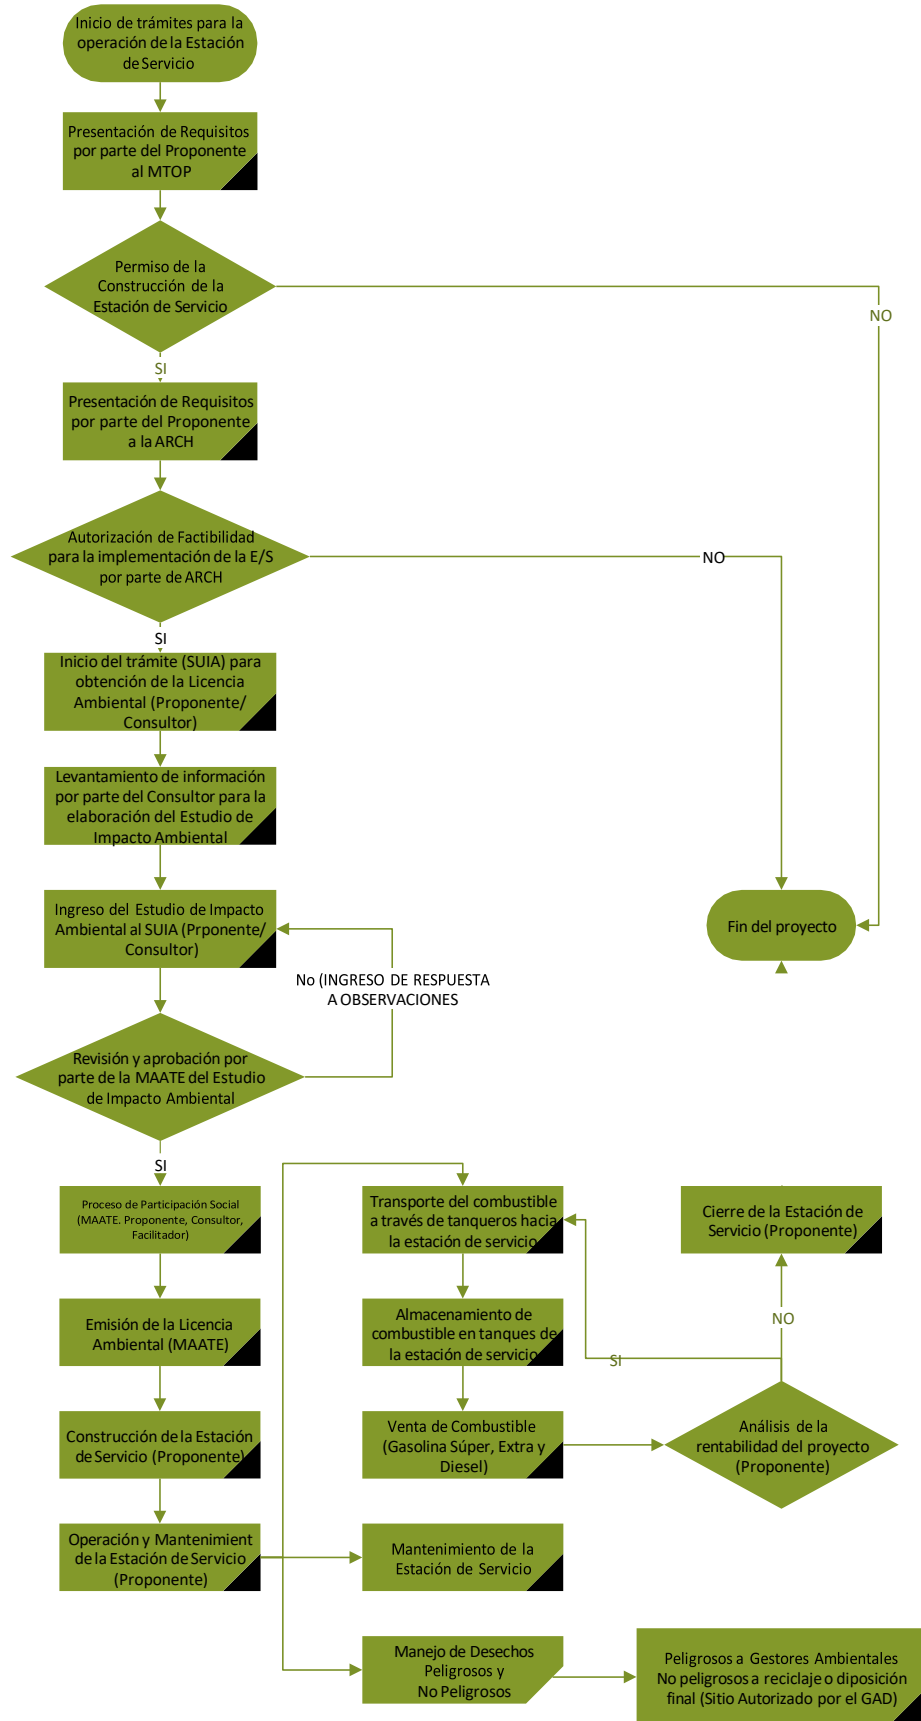 Inicio de trámites para la
operación de la Estación
de Servicio
Presentación de Requisitos
por parte del Proponente
al MTOP
Permiso de la
Construcción de la
Estación de Servicio
NO
SI
Presentación de Requisitos
por parte del Proponente
a la ARCH
Autorización de Factibilidad
para la implementación de la E/S
por parte de ARCH
NO
SI
Inicio del trámite (SUIA) para
obtención de la Licencia
Ambiental (Proponente/
Consultor)
Levantamiento de información
por parte del Consultor para la
elaboración del Estudio de
Impacto Ambiental
Ingreso del Estudio de Impacto
Ambiental al SUIA (Prponente/
Consultor)
Fin del proyecto
No (INGRESO DE RESPUESTA
A OBSERVACIONES
Revisión y aprobación por
parte de la MAATE del Estudio
de Impacto Ambiental
SI
Proceso de Participación Social
(MAATE. Proponente, Consultor,
Facilitador)
Emisión de la Licencia
Ambiental (MAATE)
Construcción de la Estación
de Servicio (Proponente)
Operación y Mantenimient
de la Estación de Servicio
(Proponente)
Transporte del combustible
a través de tanqueros hacia
la estación de servicio
Almacenamiento de
combustible en tanques de
la estación de servicio
Venta de Combustible
(Gasolina Súper, Extra y
Diesel)
Cierre de la Estación de
Servicio (Proponente)
NO
SI
Análisis de la
rentabilidad del proyecto
(Proponente)
Mantenimiento de la
Estación de Servicio
Manejo de Desechos
Peligrosos y
No Peligrosos
Peligrosos a Gestores Ambientales
No peligrosos a reciclaje o diposición
final (Sitio Autorizado por el GAD)